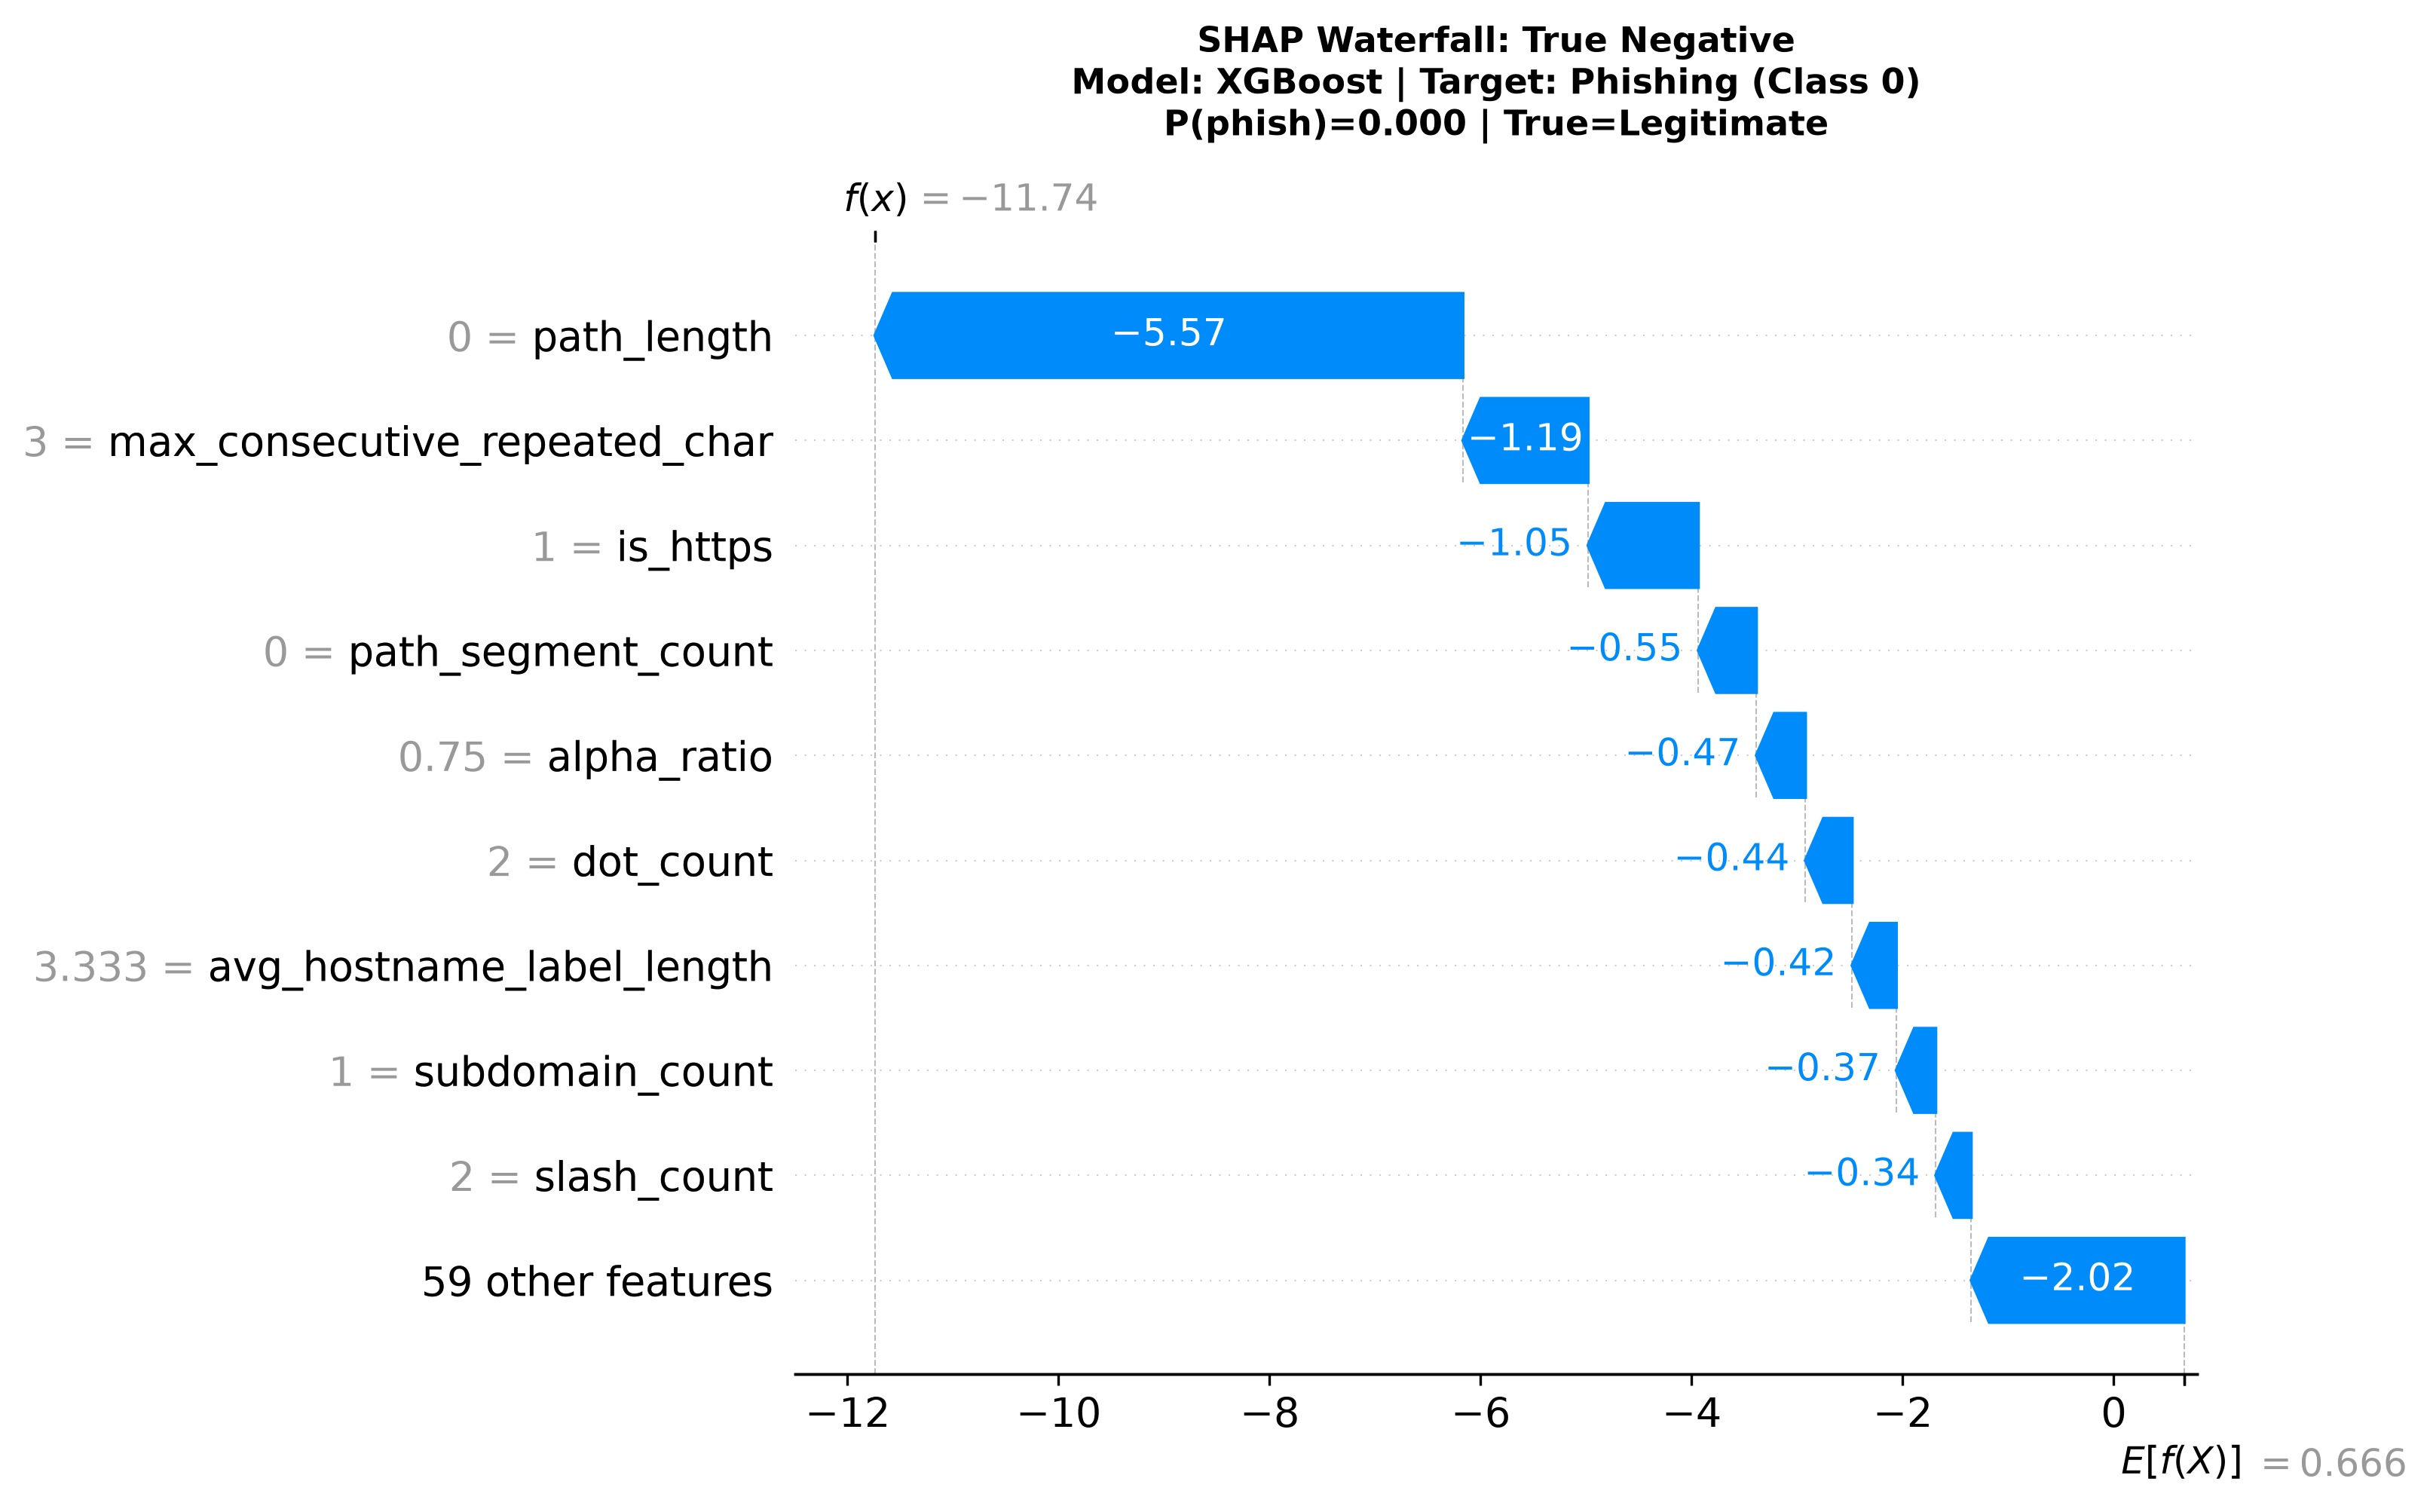 SHAP Waterfall: True Negative
Model: XGBoost | Target: Phishing (Class 0)
P(phish)=0.000 | True=Legitimate
f(x) = −11.74
0 = path_length
−5.57
3 = max_consecutive_repeated_char
−1.19
1 = is_https
−1.05
0 = path_segment_count
−0.55
0.75 = alpha_ratio
−0.47
2 = dot_count
−0.44
3.333 = avg_hostname_label_length
−0.42
1 = subdomain_count
−0.37
2 = slash_count
−0.34
59 other features
−2.02
−12 −10 −8 −6 −4 −2 0
E[f(X)] = 0.666